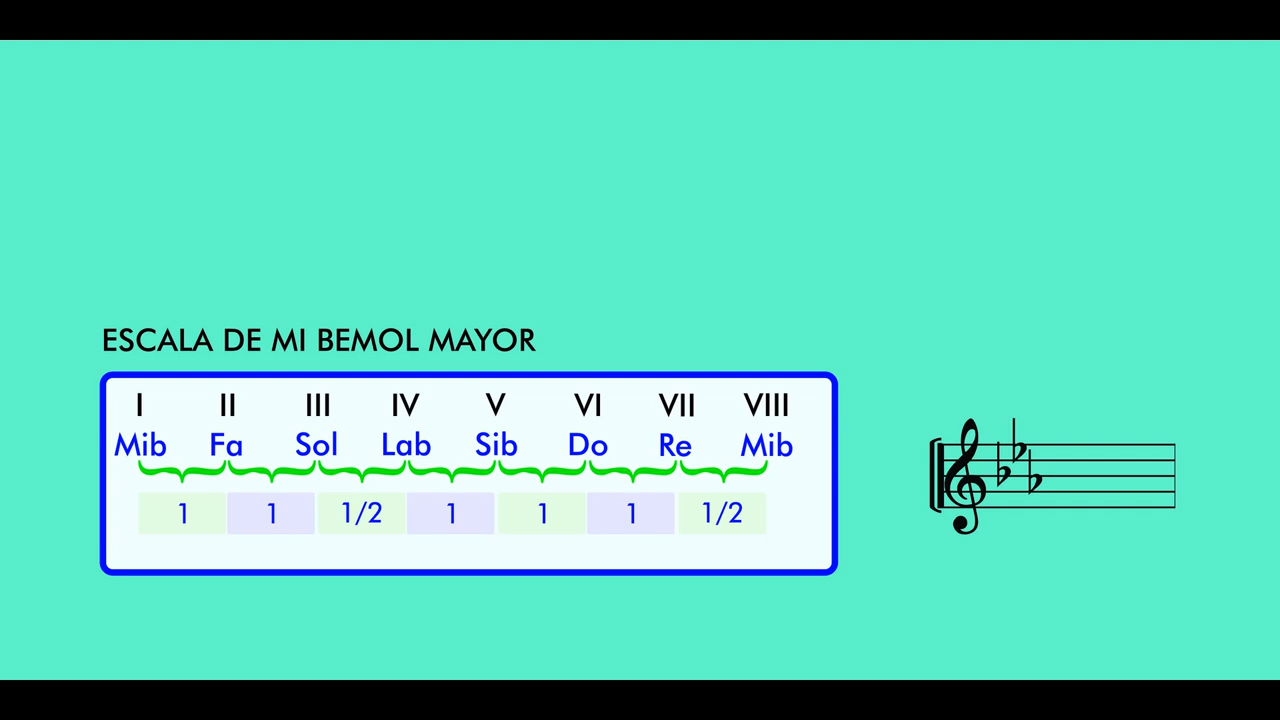 ESCALA DE MI BEMOL MAYOR
I II III IV V VI VII VIII
Mib Fa Sol Lab Sib Do Re Mib
1 1 1/2 1 1 1 1/2